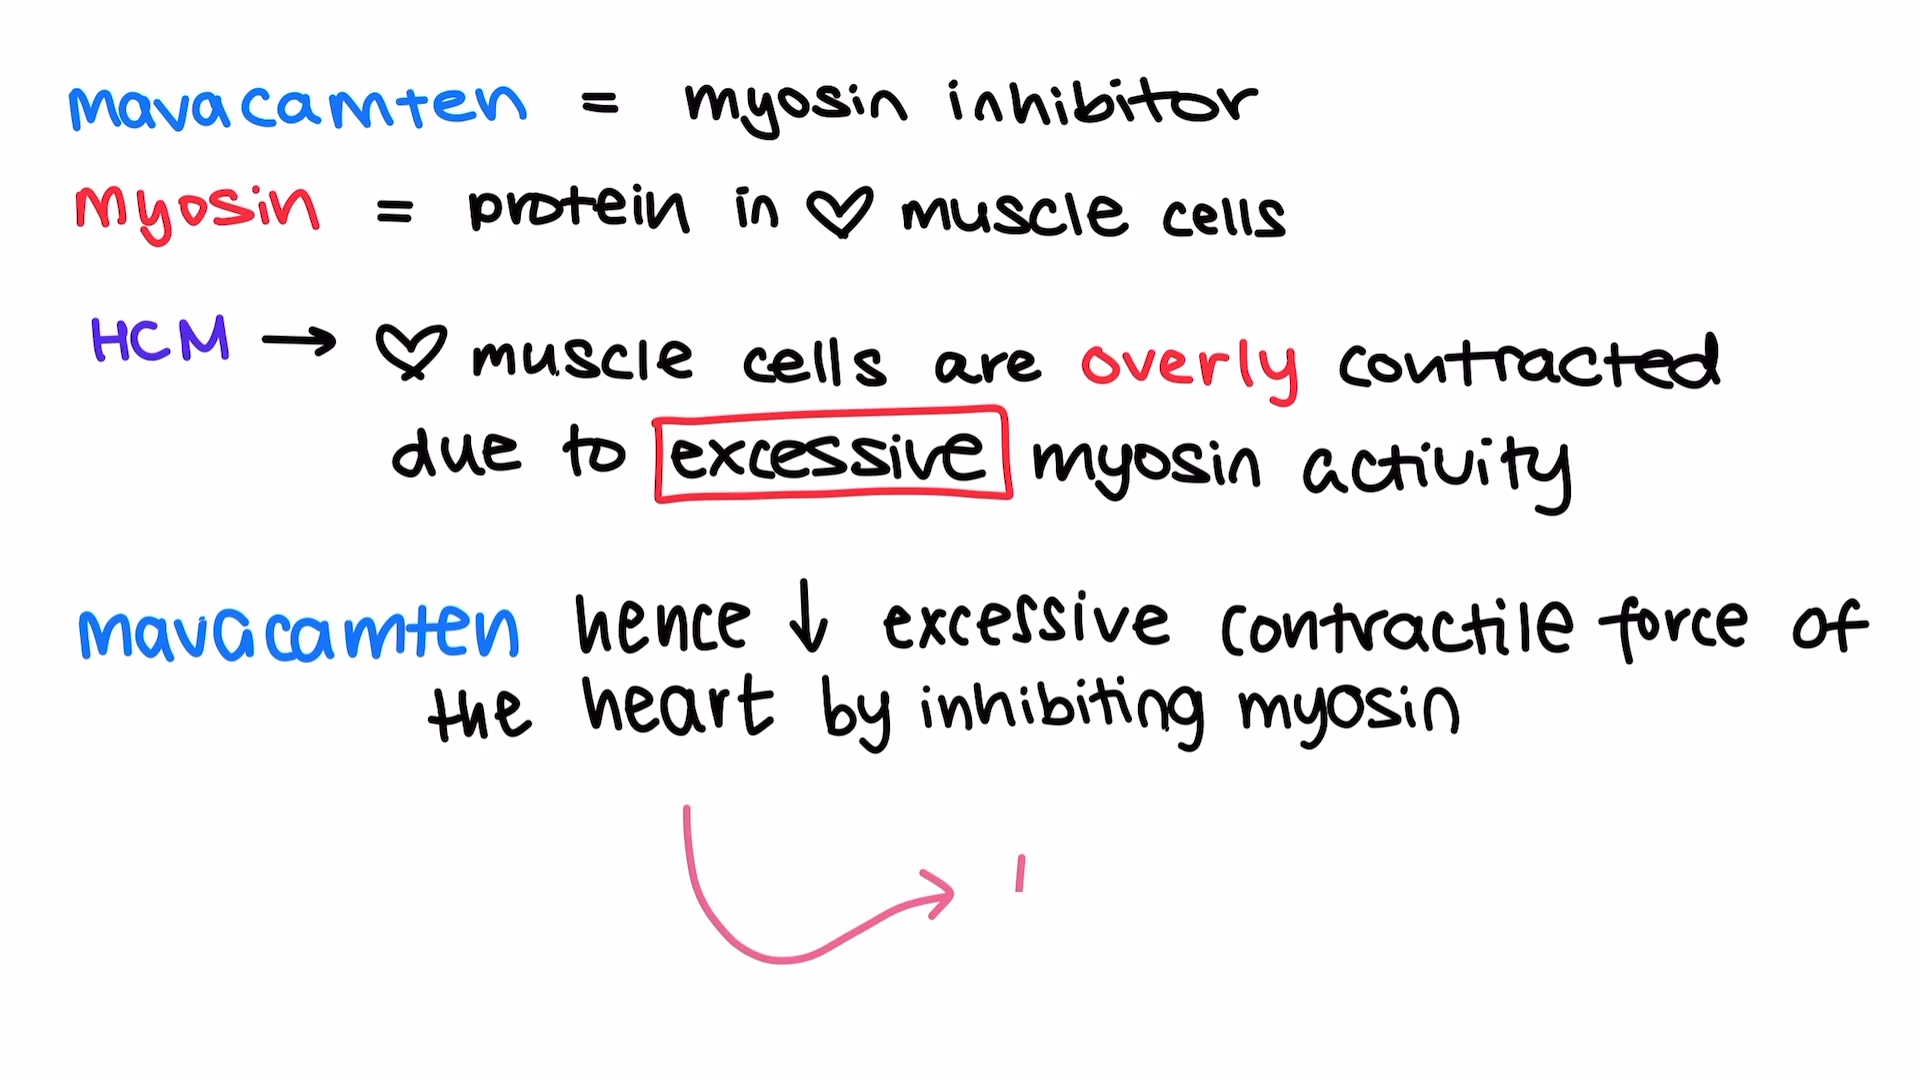 mavacamten = myosin inhibitor
myosin = protein in ♡ muscle cells
HCM → ♡ muscle cells are overly contracted
due to excessive myosin activity
mavacamten hence ↓ excessive contractile force of
the heart by inhibiting myosin